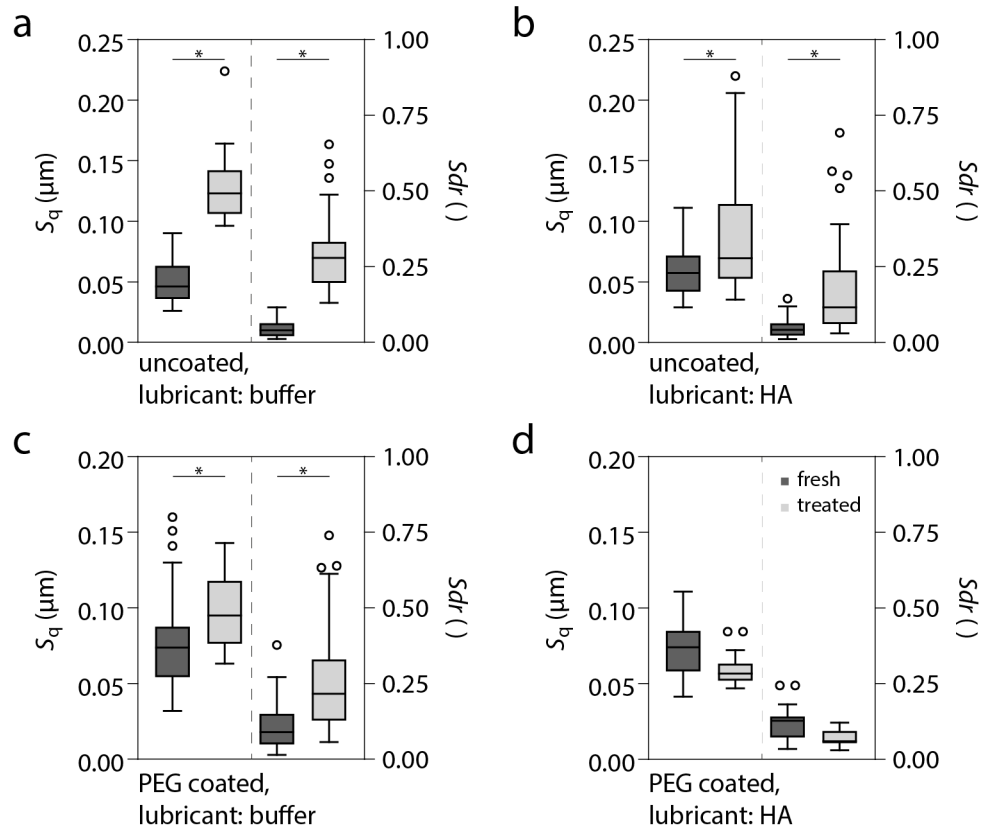 a
0.25
0.20
0.15
0.10
0.05
0.00
Sq (µm)
* *
1.00
0.75
0.50
0.25
0.00
Sdr ( )
uncoated,
lubricant: buffer
b
0.25
0.20
0.15
0.10
0.05
0.00
Sq (µm)
* *
1.00
0.75
0.50
0.25
0.00
Sdr ( )
uncoated,
lubricant: HA
c
0.20
0.15
0.10
0.05
0.00
Sq (µm)
* *
1.00
0.75
0.50
0.25
0.00
Sdr ( )
PEG coated,
lubricant: buffer
d
0.20
0.15
0.10
0.05
0.00
Sq (µm)
fresh
treated
1.00
0.75
0.50
0.25
0.00
Sdr ( )
PEG coated,
lubricant: HA